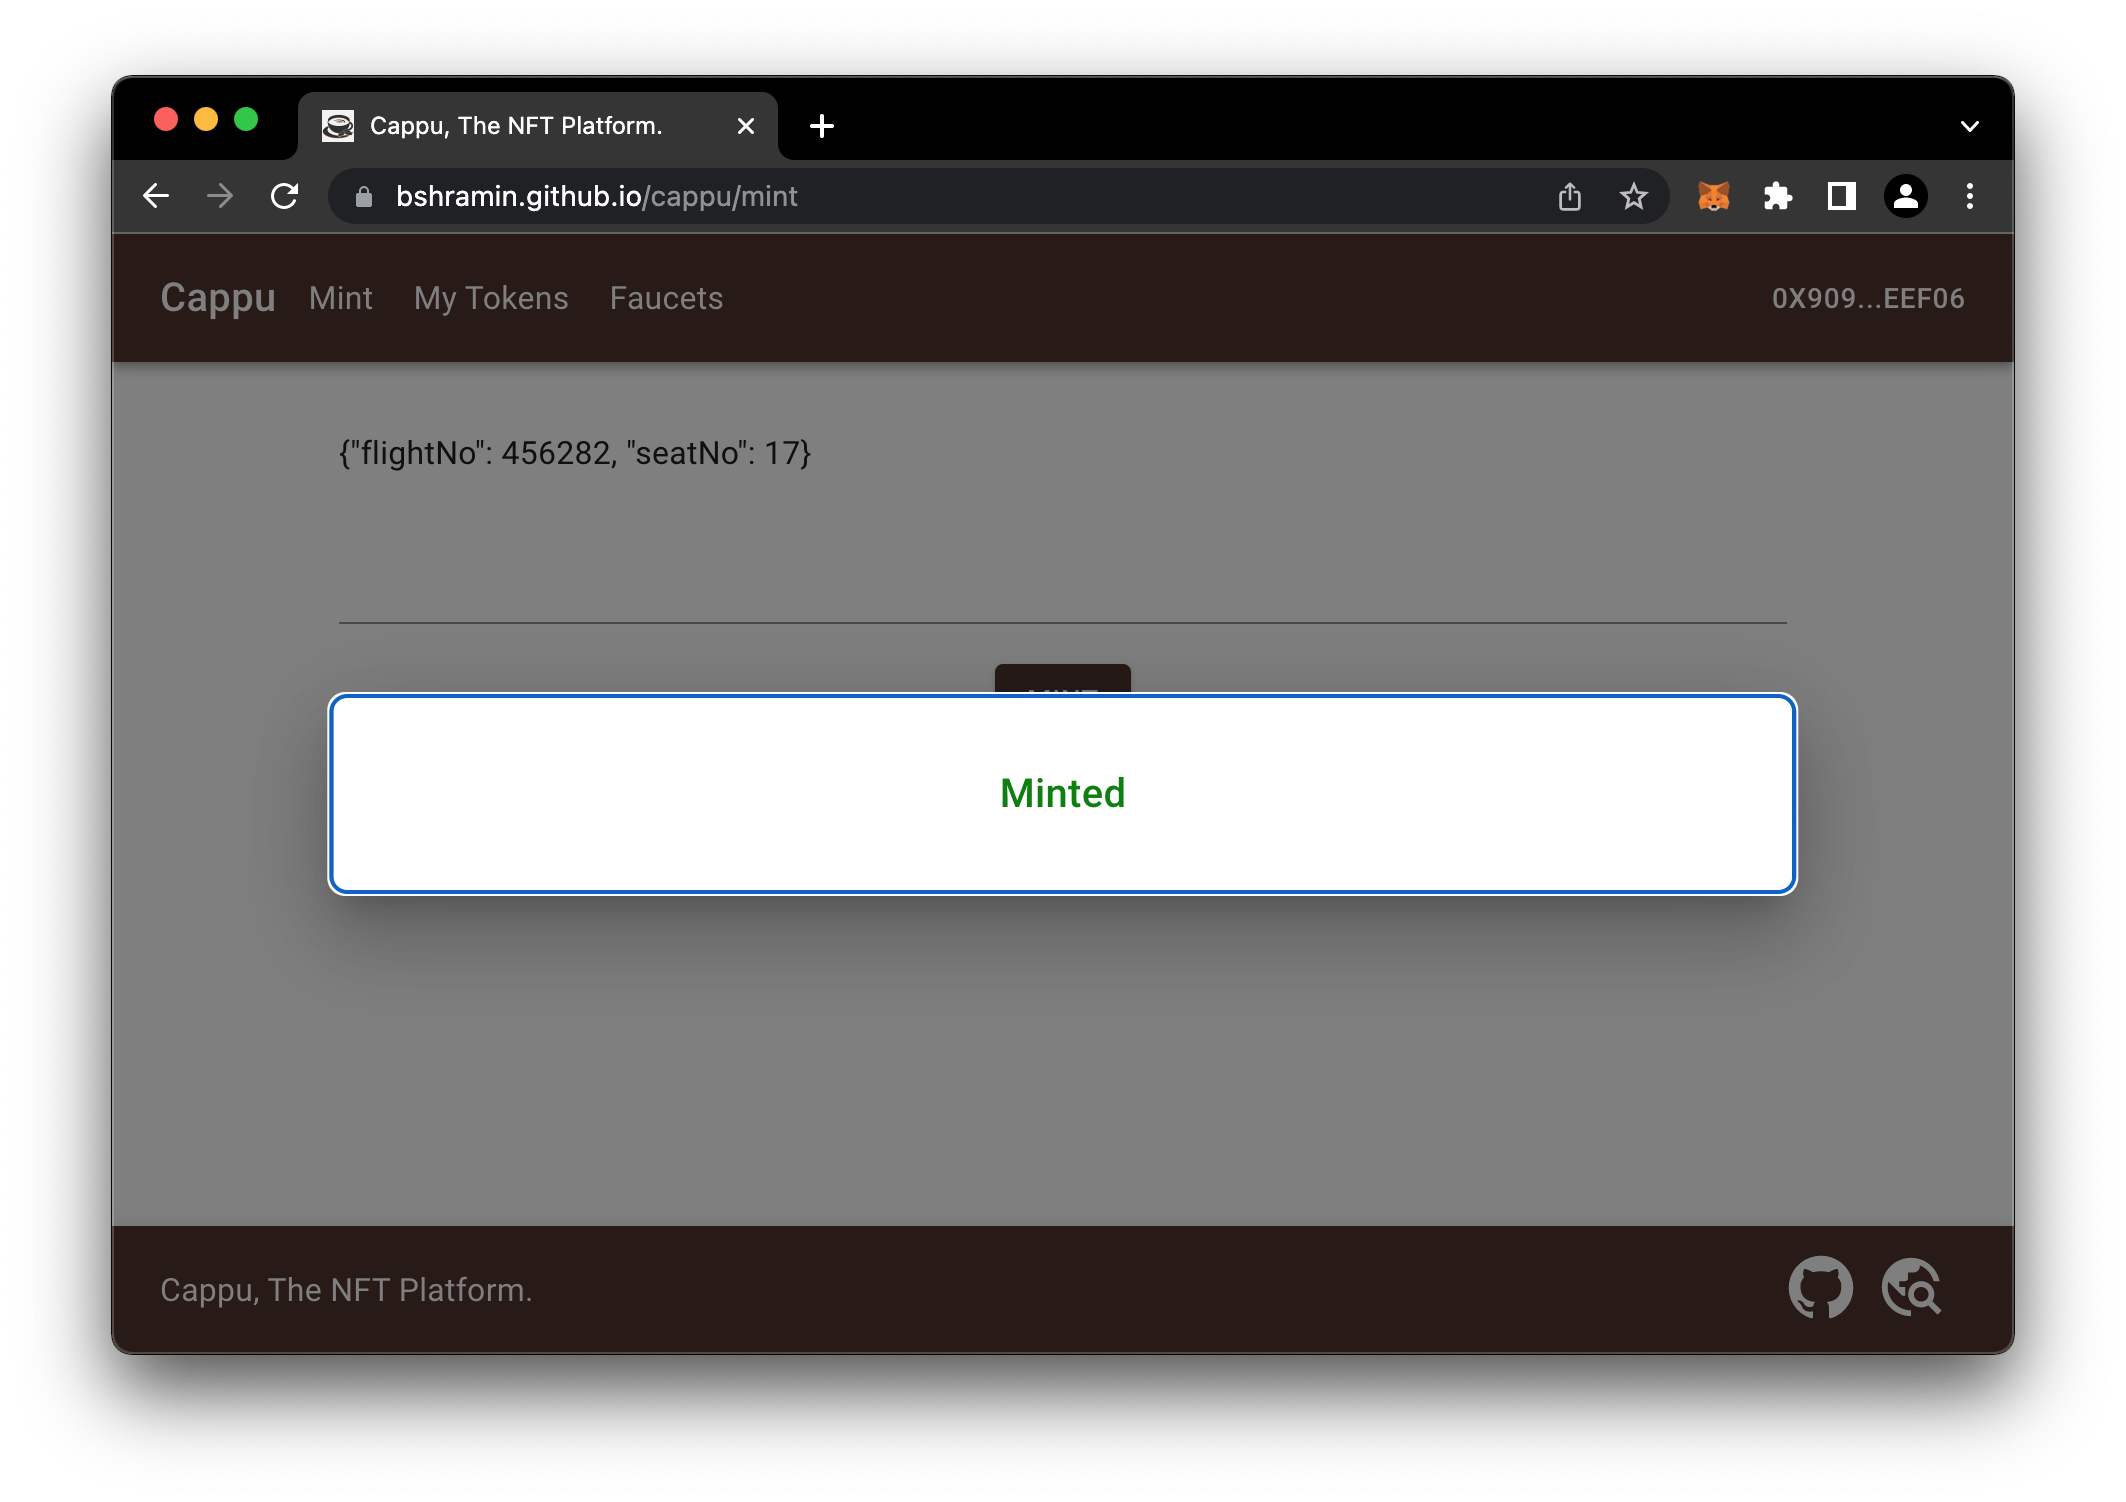 Cappu, The NFT Platform.
bshramin.github.io/cappu/mint
Cappu Mint My Tokens Faucets 0X909...EEF06
{"flightNo": 456282, "seatNo": 17}
Minted
Cappu, The NFT Platform.